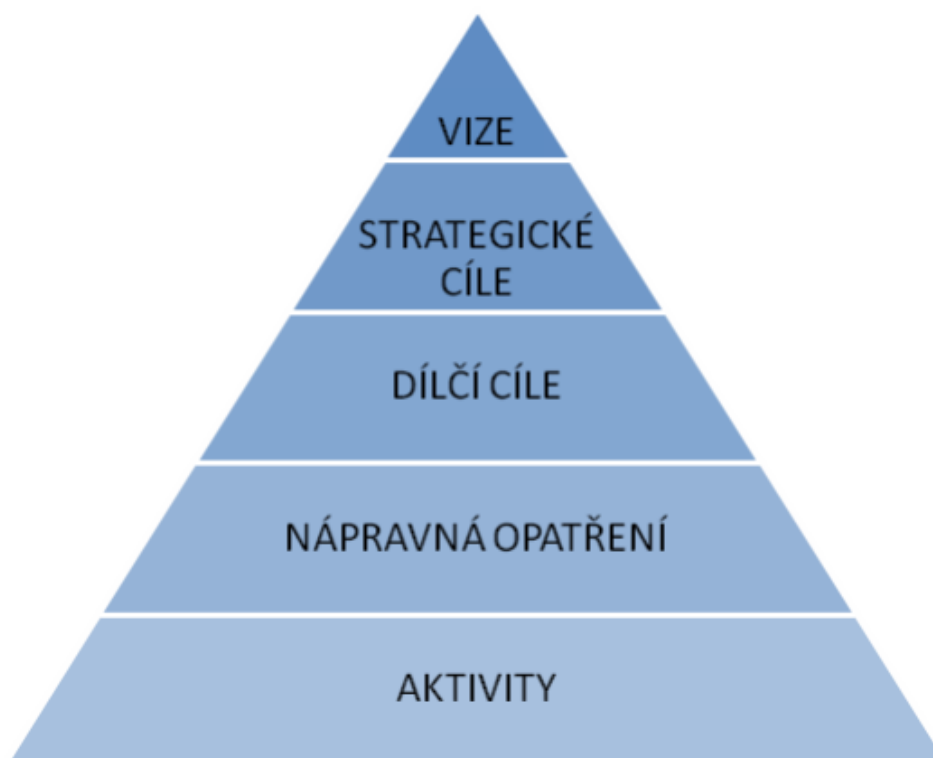 VIZE
STRATEGICKÉ
CÍLE
DÍLČÍ CÍLE
NÁPRAVNÁ OPATŘENÍ
AKTIVITY